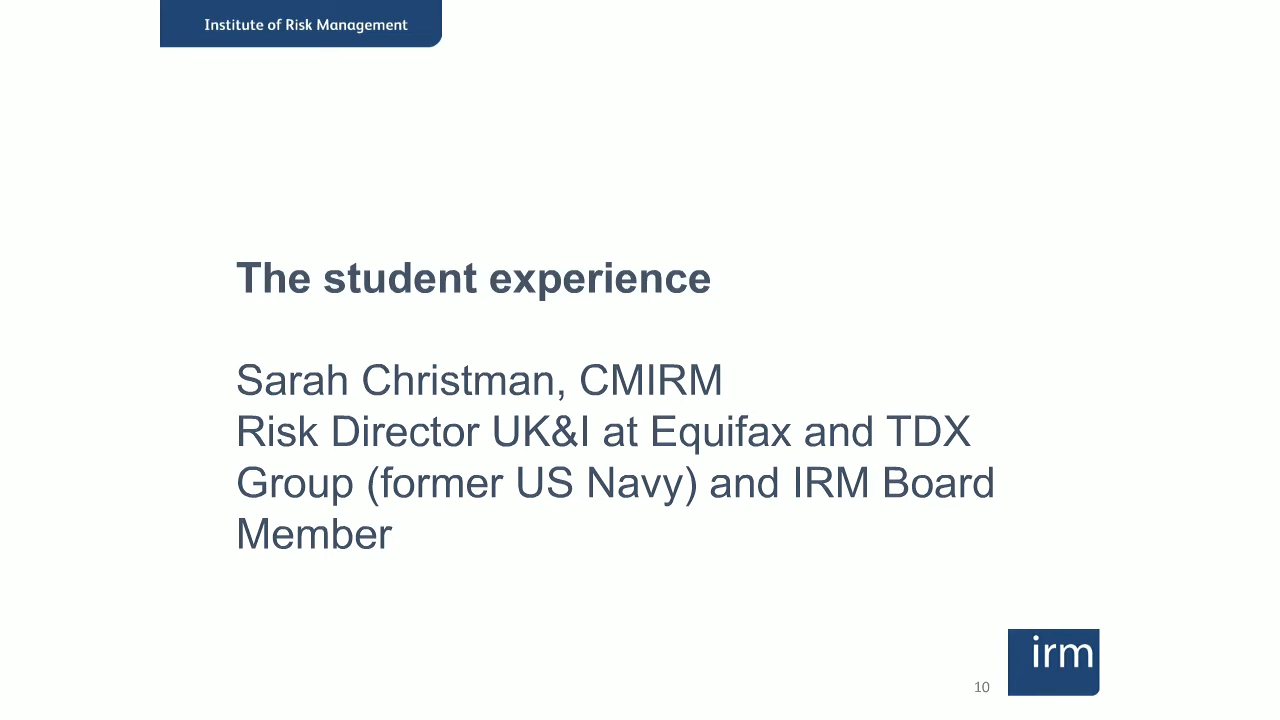 Institute of Risk Management
The student experience
Sarah Christman, CMIRM
Risk Director UK&I at Equifax and TDX
Group (former US Navy) and IRM Board
Member
irm
10